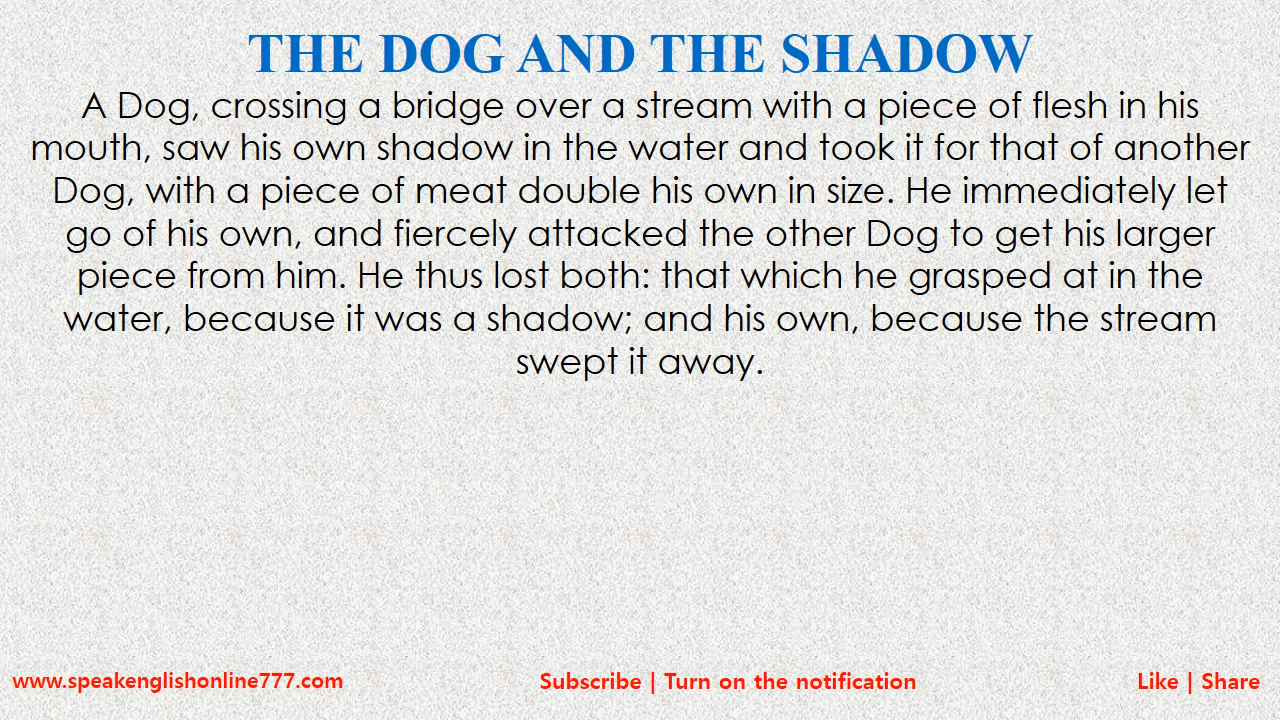 THE DOG AND THE SHADOW
A Dog, crossing a bridge over a stream with a piece of flesh in his
mouth, saw his own shadow in the water and took it for that of another
Dog, with a piece of meat double his own in size. He immediately let
go of his own, and fiercely attacked the other Dog to get his larger
piece from him. He thus lost both: that which he grasped at in the
water, because it was a shadow; and his own, because the stream
swept it away.
www.speakenglishonline777.com
Subscribe | Turn on the notification
Like | Share